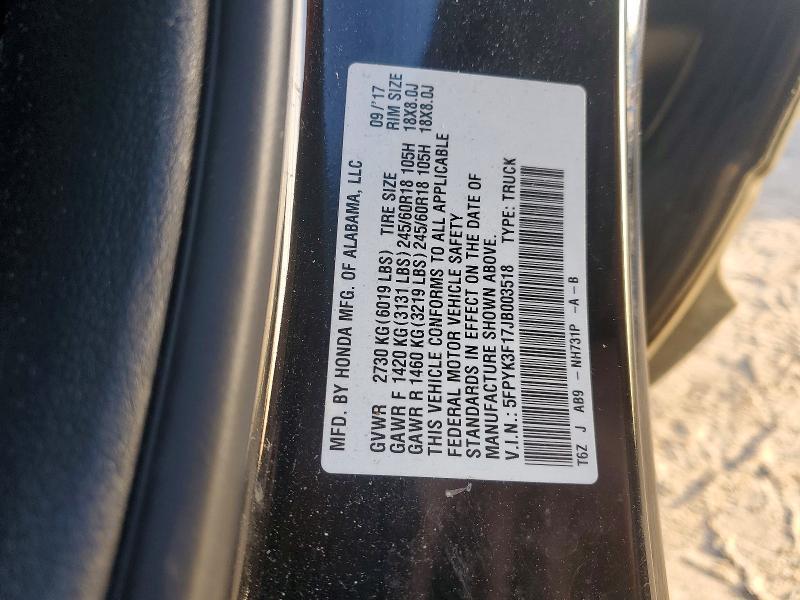 MFD. BY HONDA MFG. OF ALABAMA, LLC 09/'17
GVWR 2730 KG(6019 LBS) TIRE SIZE RIM SIZE
GAWR F 1420 KG(3131 LBS)245/60R18 105H 18X8.0J
GAWR R 1460 KG(3219 LBS)245/60R18 105H 18X8.0J
THIS VEHICLE CONFORMS TO ALL APPLICABLE
FEDERAL MOTOR VEHICLE SAFETY
STANDARDS IN EFFECT ON THE DATE OF
MANUFACTURE SHOWN ABOVE.
V.I.N.: 5FPYK3F17JB003518 TYPE: TRUCK
T6Z J AB9 - NH731P -A-B